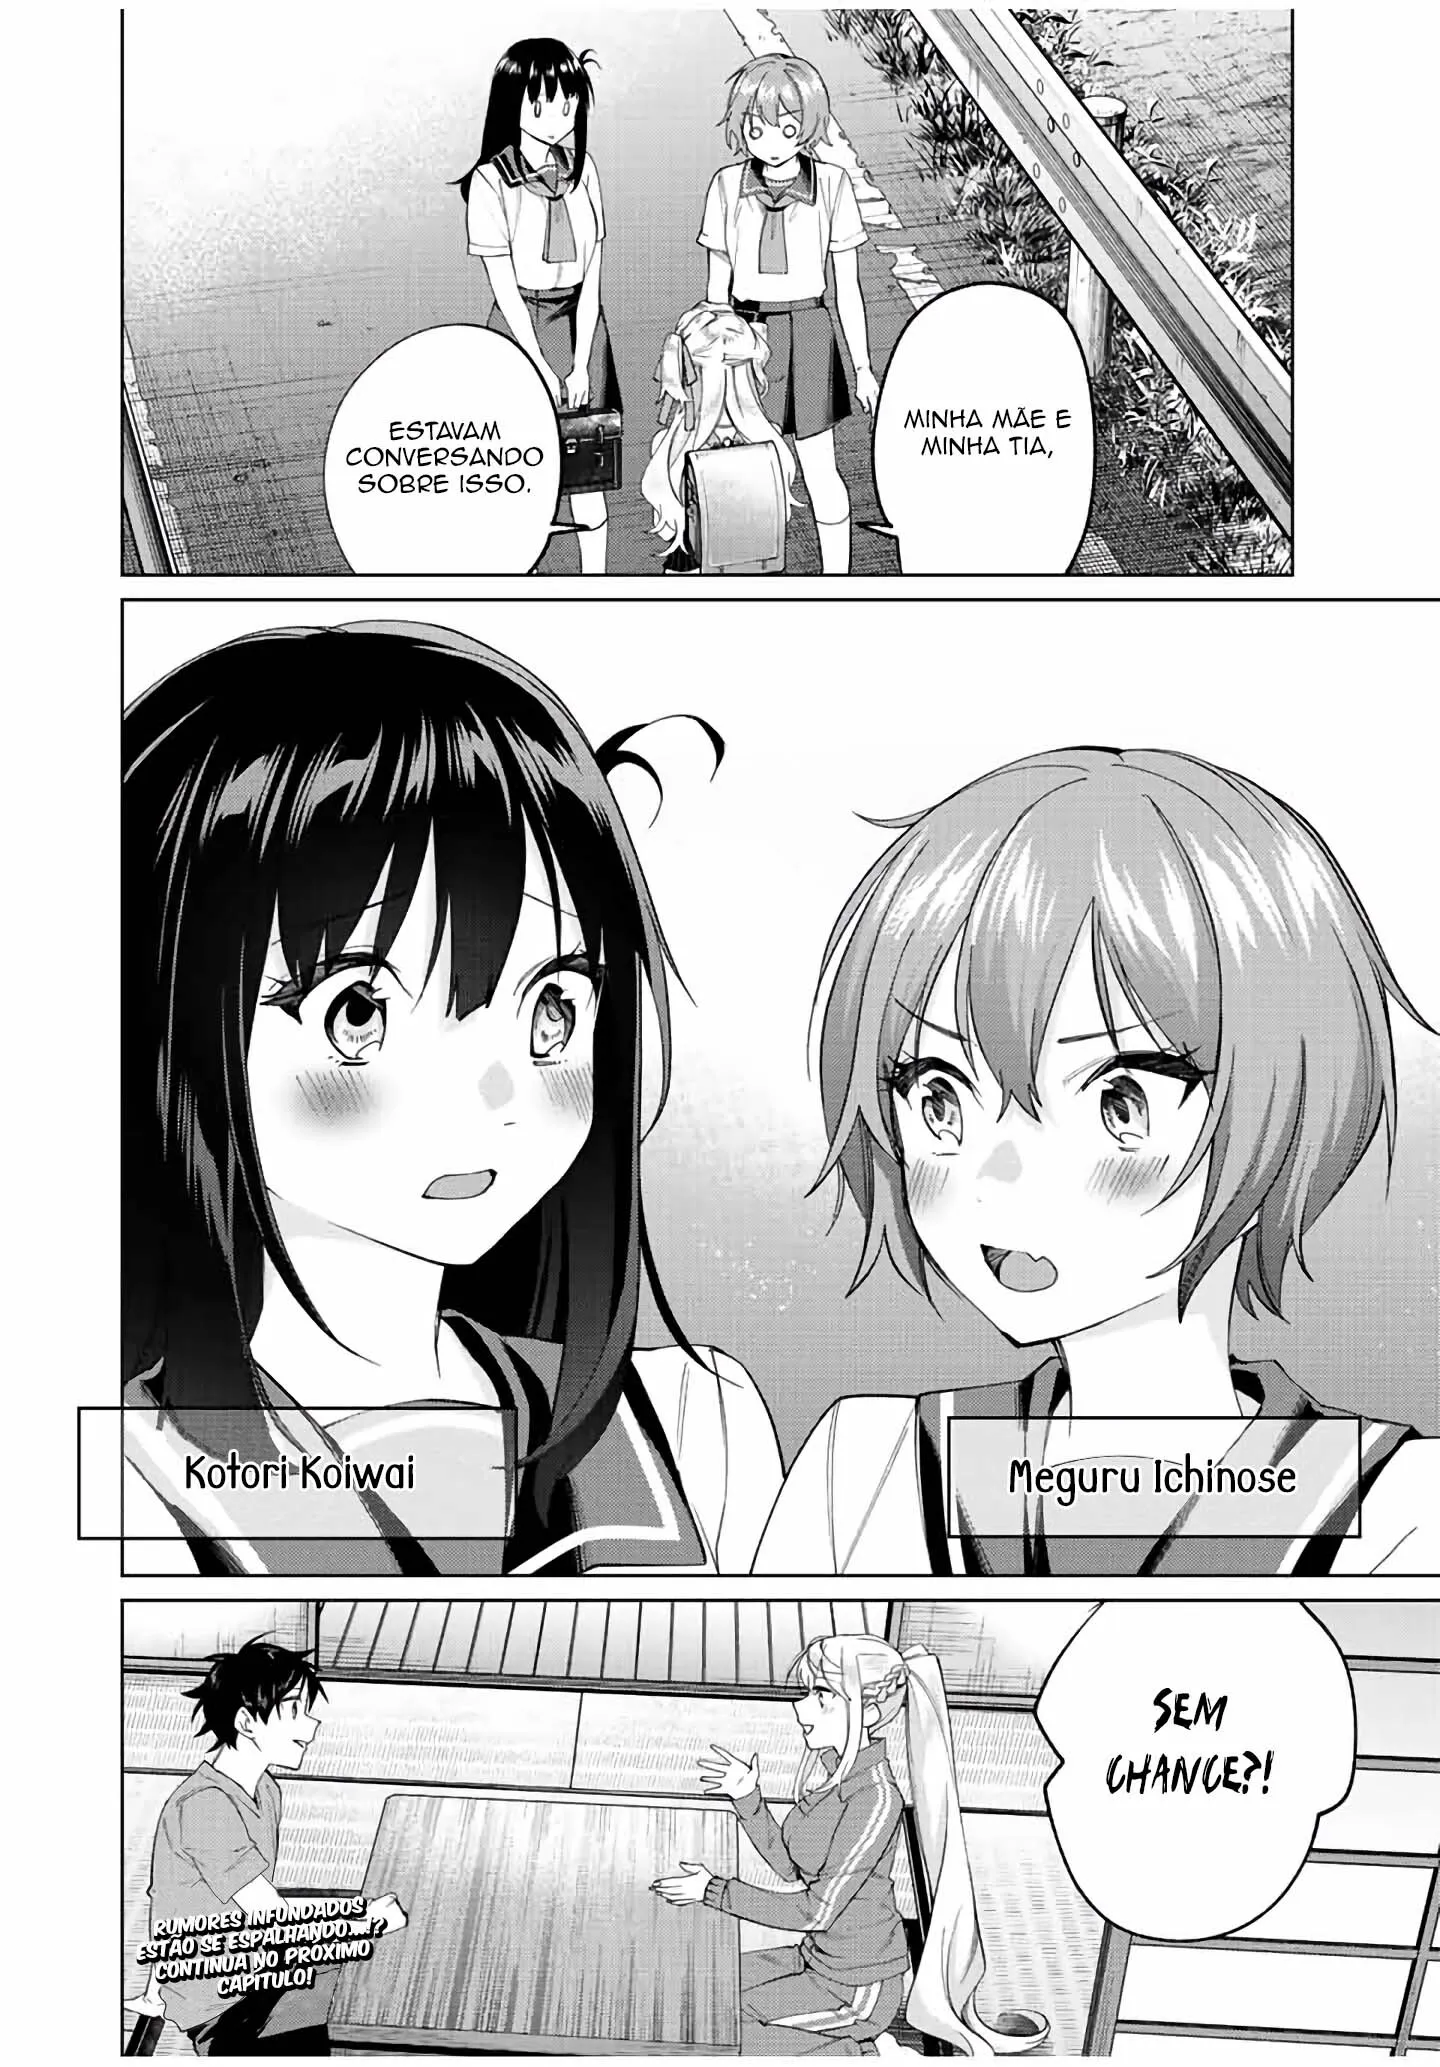 MINHA MÃE E
MINHA TIA,
ESTAVAM
CONVERSANDO
SOBRE ISSO.
Meguru Ichinose
Kotori Koiwai
SEM
CHANCE?!
RUMORES INFUNDADOS
ESTÃO SE ESPALHANDO...!?
CONTINUA NO PRÓXIMO
CAPÍTULO!